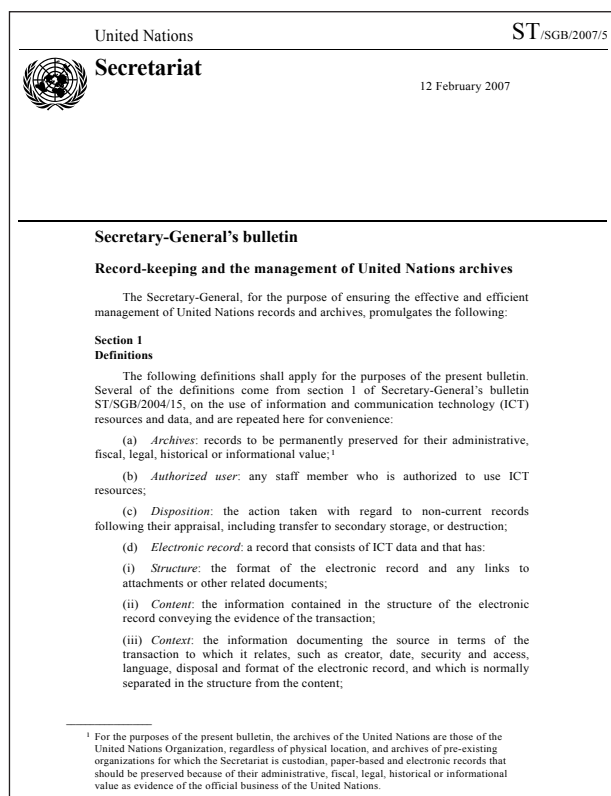 United Nations
ST/SGB/2007/5
Secretariat
12 February 2007
Secretary-General’s bulletin
Record-keeping and the management of United Nations archives
The Secretary-General, for the purpose of ensuring the effective and efficient
management of United Nations records and archives, promulgates the following:
Section 1
Definitions
The following definitions shall apply for the purposes of the present bulletin.
Several of the definitions come from section 1 of Secretary-General’s bulletin
ST/SGB/2004/15, on the use of information and communication technology (ICT)
resources and data, and are repeated here for convenience:
(a) Archives: records to be permanently preserved for their administrative,
fiscal, legal, historical or informational value;¹
(b) Authorized user: any staff member who is authorized to use ICT
resources;
(c) Disposition: the action taken with regard to non-current records
following their appraisal, including transfer to secondary storage, or destruction;
(d) Electronic record: a record that consists of ICT data and that has:
(i) Structure: the format of the electronic record and any links to
attachments or other related documents;
(ii) Content: the information contained in the structure of the electronic
record conveying the evidence of the transaction;
(iii) Context: the information documenting the source in terms of the
transaction to which it relates, such as creator, date, security and access,
language, disposal and format of the electronic record, and which is normally
separated in the structure from the content;
¹ For the purposes of the present bulletin, the archives of the United Nations are those of the
United Nations Organization, regardless of physical location, and archives of pre-existing
organizations for which the Secretariat is custodian, paper-based and electronic records that
should be preserved because of their administrative, fiscal, legal, historical or informational
value as evidence of the official business of the United Nations.